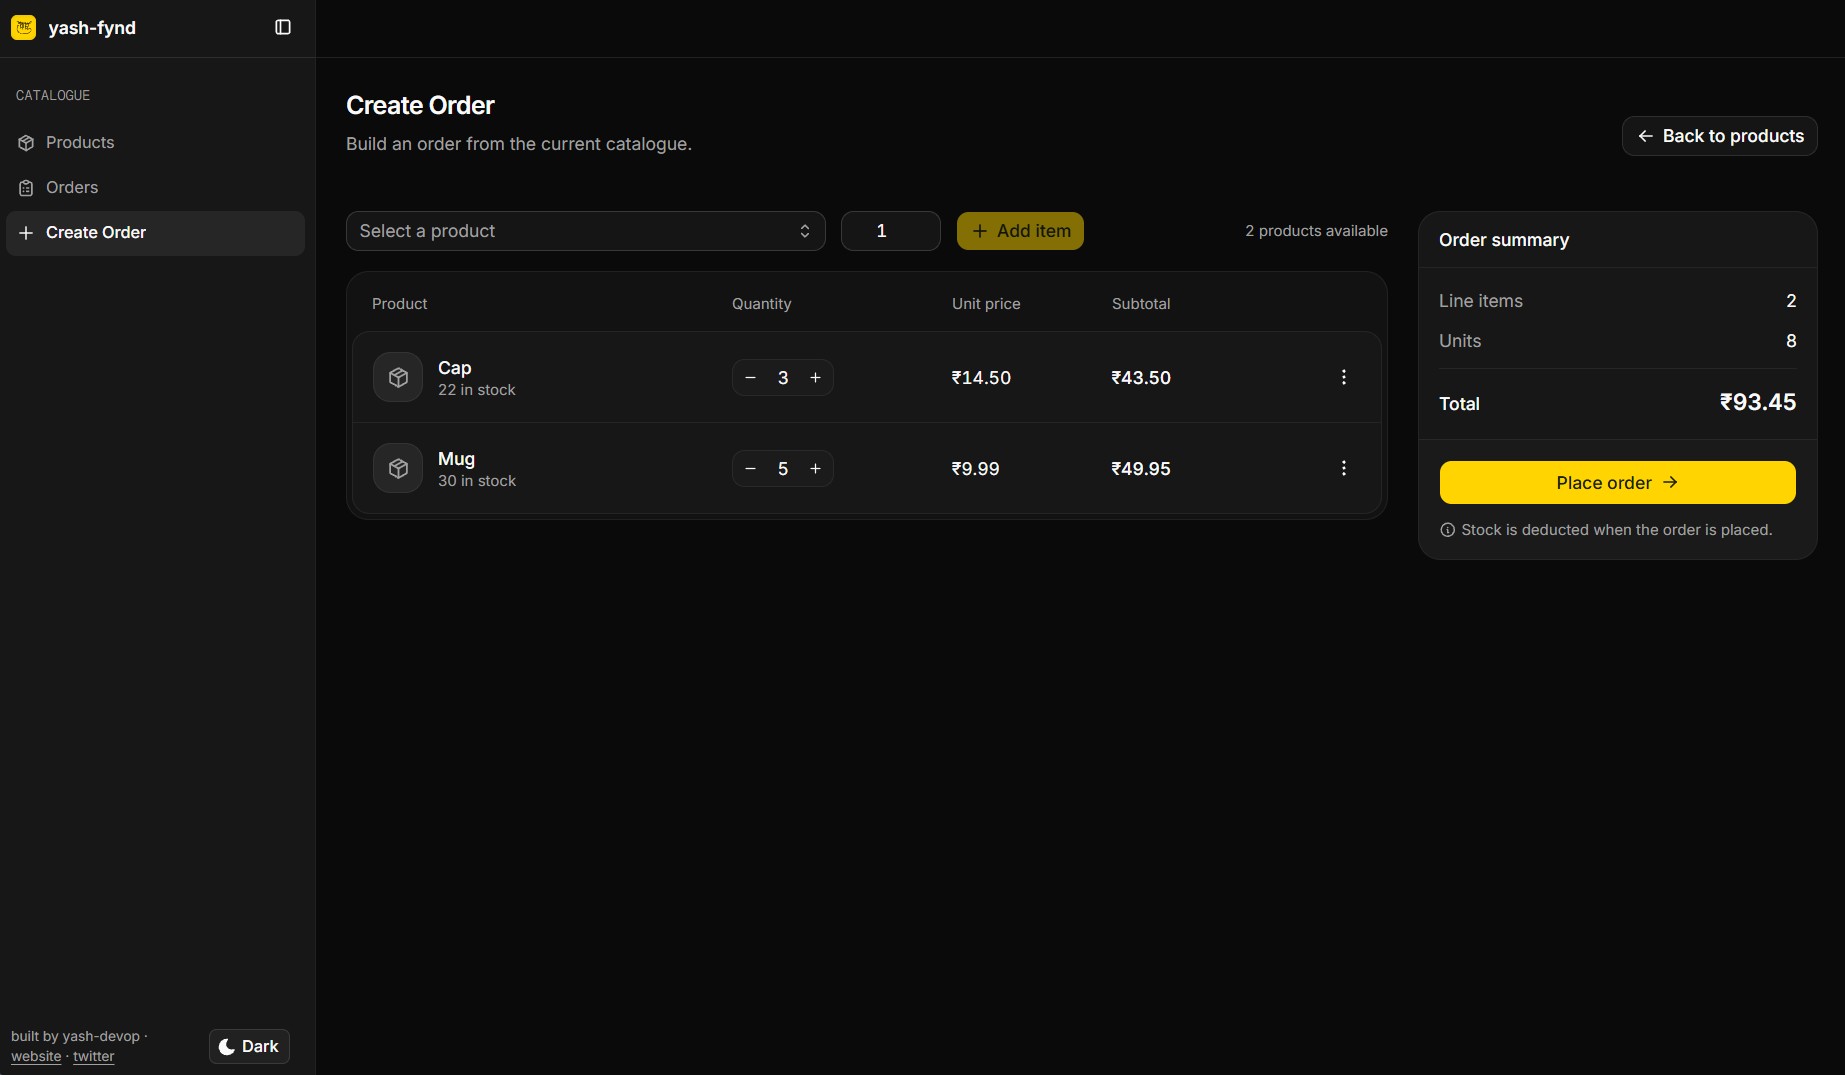 yash-fynd
CATALOGUE
Products
Orders
Create Order
Create Order
Build an order from the current catalogue.
Back to products
Select a product
1
Add item
2 products available
Product Quantity Unit price Subtotal
Cap
22 in stock
3 ₹14.50 ₹43.50
Mug
30 in stock
5 ₹9.99 ₹49.95
Order summary
Line items 2
Units 8
Total ₹93.45
Place order
Stock is deducted when the order is placed.
built by yash-devop ·
website · twitter
Dark